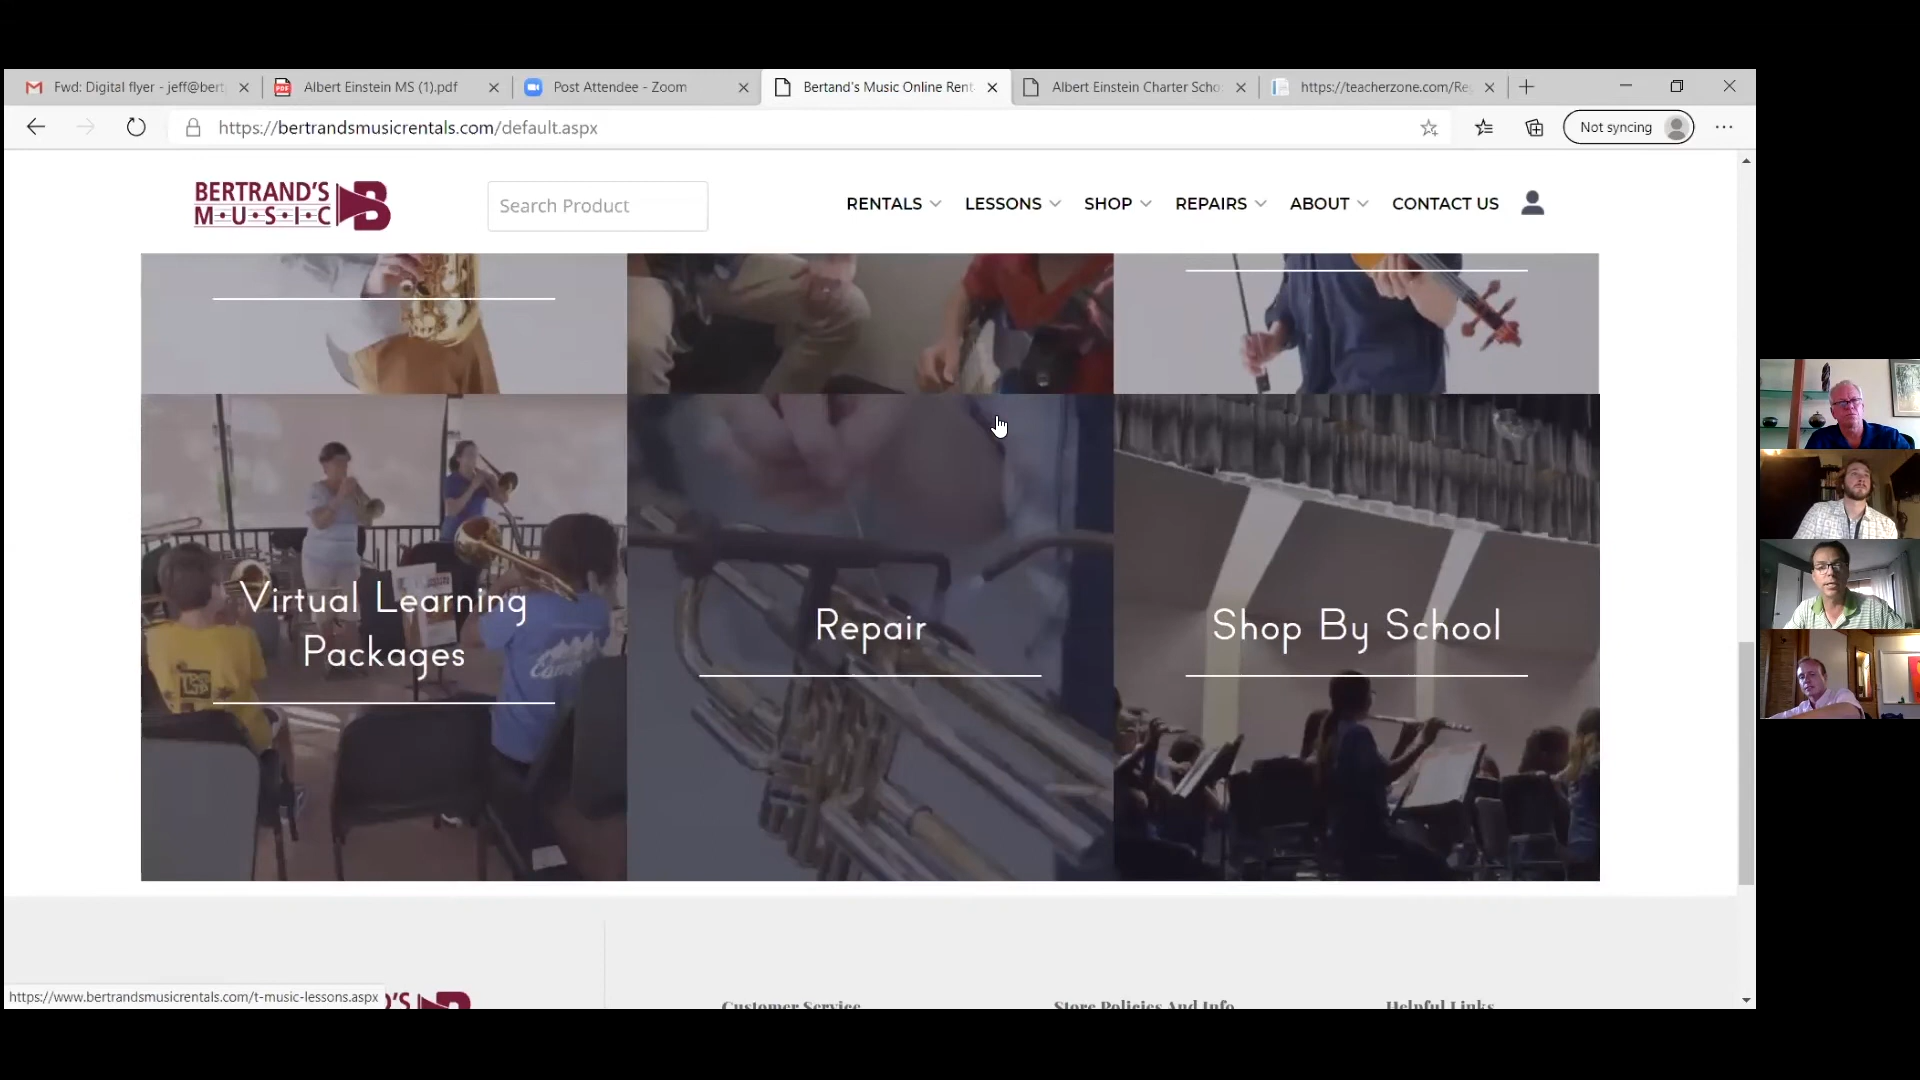 Fwd: Digital flyer - jeff@bert
Albert Einstein MS (1).pdf
Post Attendee - Zoom
Bertand's Music Online Rent
Albert Einstein Charter Scho
https://teacherzone.com/Re
https://bertrandsmusicrentals.com/default.aspx
Not syncing
BERTRAND'S
M·U·S·I·C
B
Search Product
RENTALS
LESSONS
SHOP
REPAIRS
ABOUT
CONTACT US
Virtual Learning
Packages
Repair
Shop By School
https://www.bertrandsmusicrentals.com/t-music-lessons.aspx
Customer Service
Store Policies And Info
Helpful Links